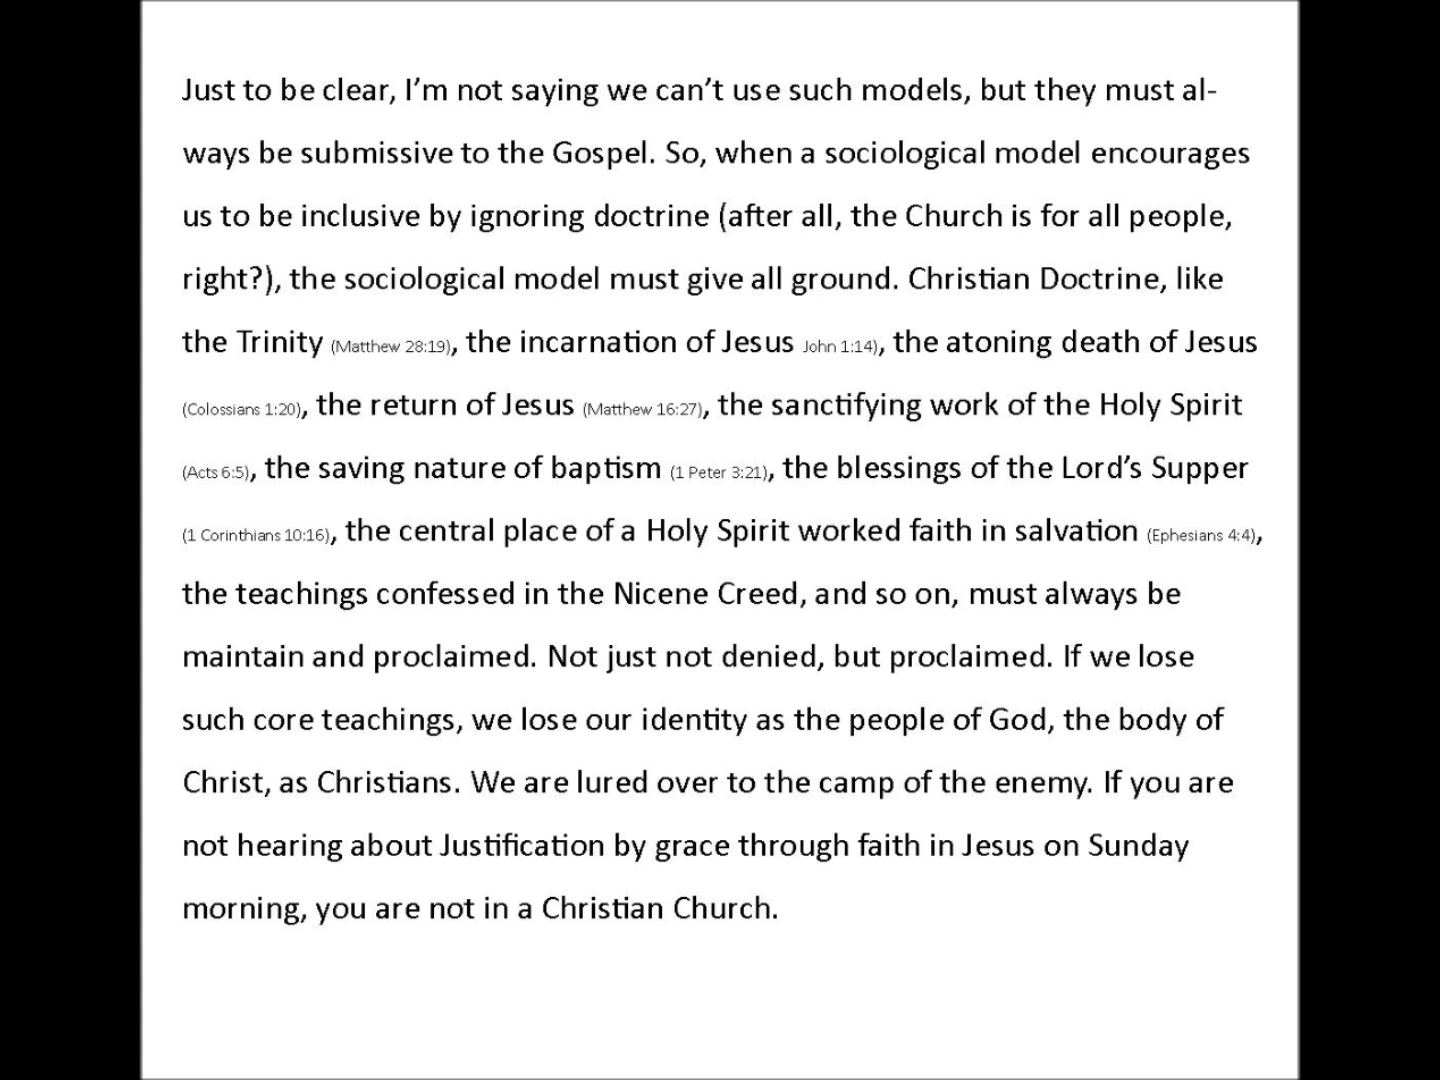 Just to be clear, I’m not saying we can’t use such models, but they must al-
ways be submissive to the Gospel. So, when a sociological model encourages
us to be inclusive by ignoring doctrine (after all, the Church is for all people,
right?), the sociological model must give all ground. Christian Doctrine, like
the Trinity (Matthew 28:19), the incarnation of Jesus John 1:14), the atoning death of Jesus
(Colossians 1:20), the return of Jesus (Matthew 16:27), the sanctifying work of the Holy Spirit
(Acts 6:5), the saving nature of baptism (1 Peter 3:21), the blessings of the Lord’s Supper
(1 Corinthians 10:16), the central place of a Holy Spirit worked faith in salvation (Ephesians 4:4),
the teachings confessed in the Nicene Creed, and so on, must always be
maintain and proclaimed. Not just not denied, but proclaimed. If we lose
such core teachings, we lose our identity as the people of God, the body of
Christ, as Christians. We are lured over to the camp of the enemy. If you are
not hearing about Justification by grace through faith in Jesus on Sunday
morning, you are not in a Christian Church.